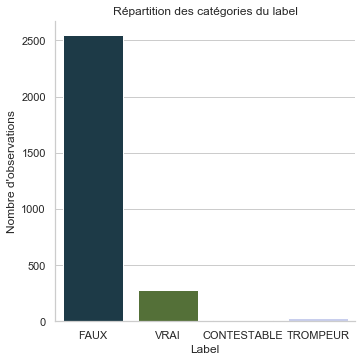 Répartition des catégories du label
2500
2000
1500
1000
500
0
Nombre d'observations
FAUX VRAI CONTESTABLE TROMPEUR
Label